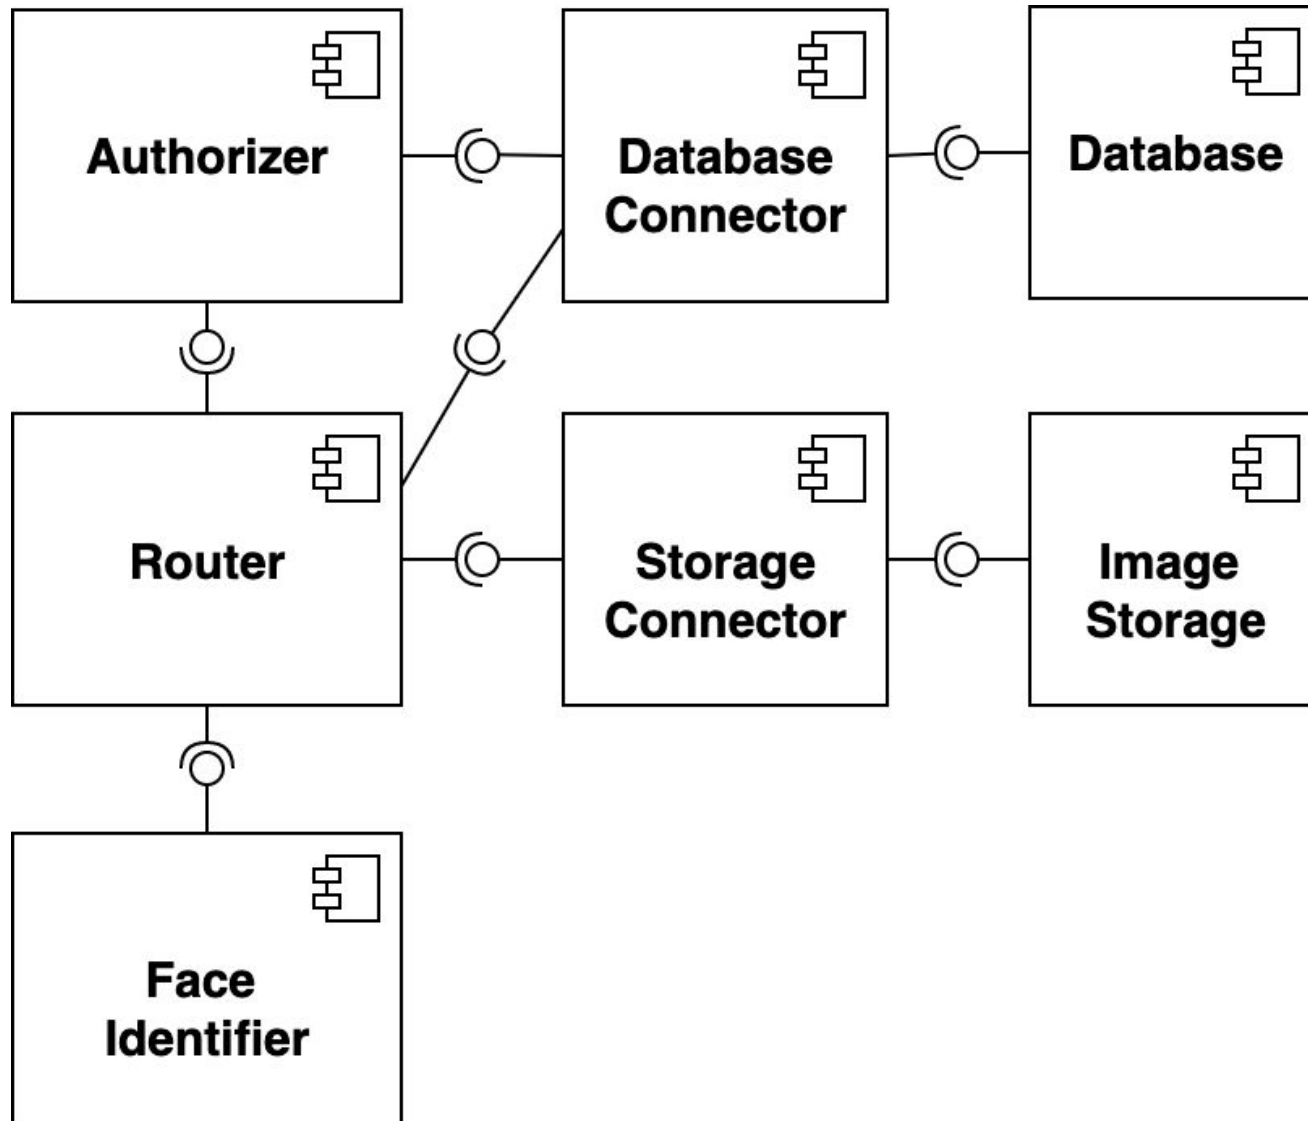 Authorizer
Database
Connector
Database
Router
Storage
Connector
Image
Storage
Face
Identifier